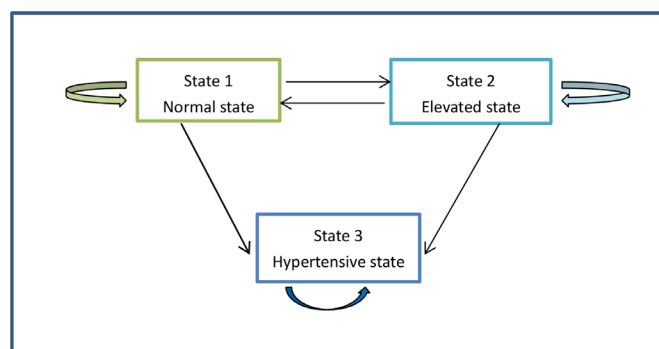 State 1
Normal state
State 2
Elevated state
State 3
Hypertensive state